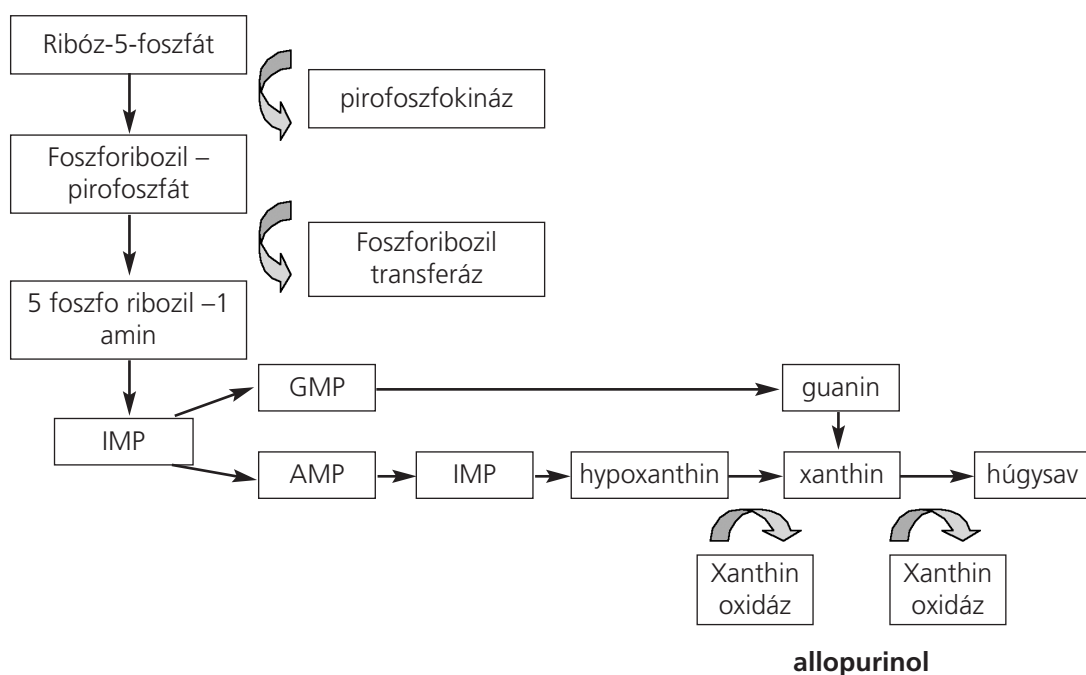 Ribóz-5-foszfát
pirofoszfokináz
Foszforibozil –
pirofoszfát
Foszforibozil
transzferáz
5 foszfo ribozil –1
amin
GMP
guanin
IMP
AMP
IMP
hypoxanthin
xanthin
húgysav
Xanthin
oxidáz
Xanthin
oxidáz
allopurinol